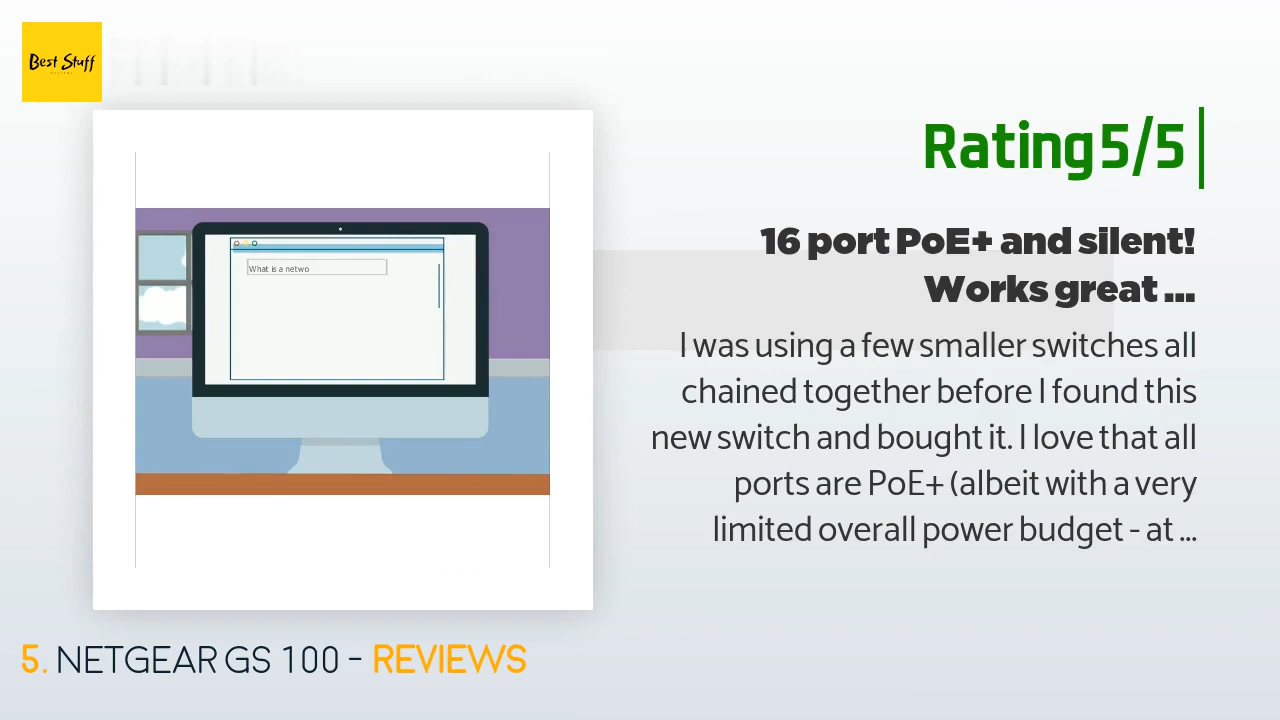 Best Stuff
Rating 5/5
16 port PoE+ and silent!
Works great ...
I was using a few smaller switches all
chained together before I found this
new switch and bought it. I love that all
ports are PoE+ (albeit with a very
limited overall power budget - at ...
What is a netwo
5. NETGEAR GS 100 - REVIEWS